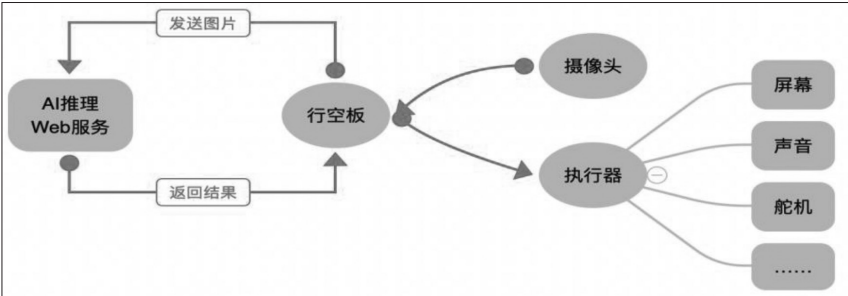 发送图片
AI推理
Web服务
行空板
返回结果
摄像头
执行器
屏幕
声音
舵机
……